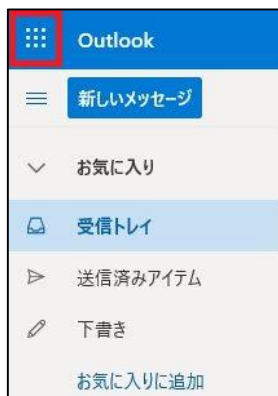 Outlook
新しいメッセージ
お気に入り
受信トレイ
送信済みアイテム
下書き
お気に入りに追加